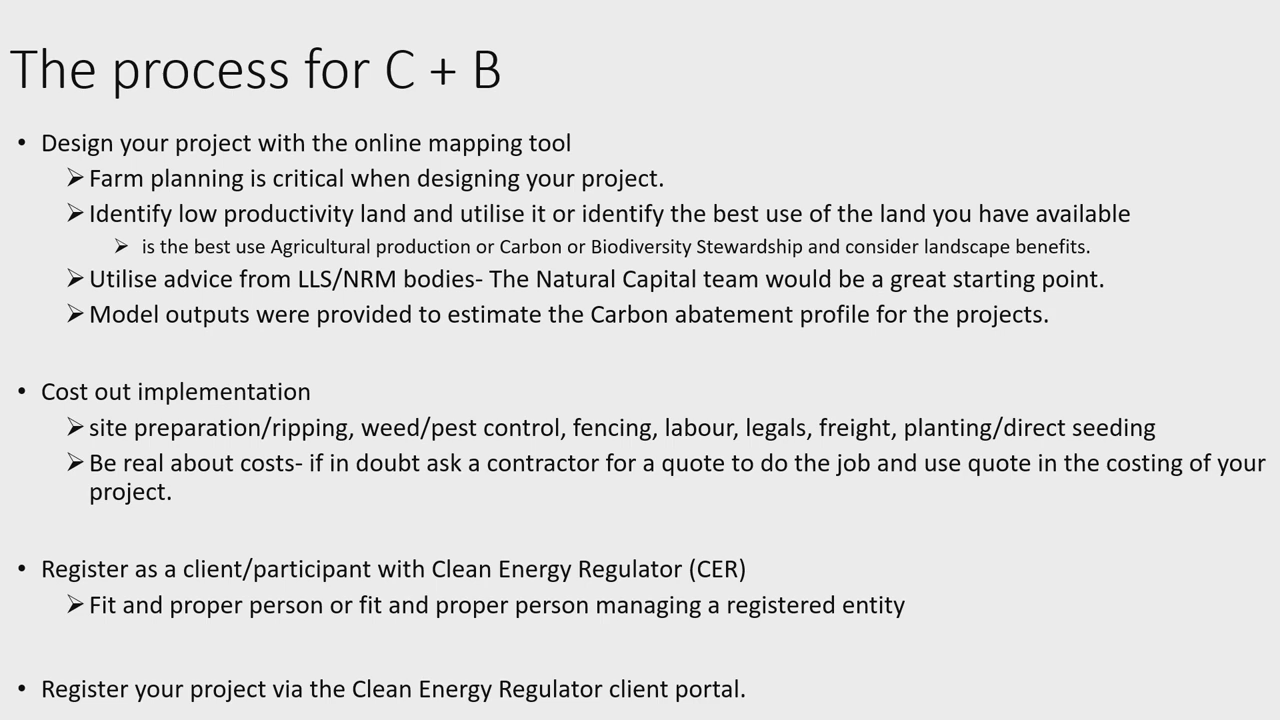 The process for C + B
• Design your project with the online mapping tool
➢ Farm planning is critical when designing your project.
➢ Identify low productivity land and utilise it or identify the best use of the land you have available
➢ is the best use Agricultural production or Carbon or Biodiversity Stewardship and consider landscape benefits.
➢ Utilise advice from LLS/NRM bodies- The Natural Capital team would be a great starting point.
➢ Model outputs were provided to estimate the Carbon abatement profile for the projects.
• Cost out implementation
➢ site preparation/ripping, weed/pest control, fencing, labour, legals, freight, planting/direct seeding
➢ Be real about costs- if in doubt ask a contractor for a quote to do the job and use quote in the costing of your
project.
• Register as a client/participant with Clean Energy Regulator (CER)
➢ Fit and proper person or fit and proper person managing a registered entity
• Register your project via the Clean Energy Regulator client portal.